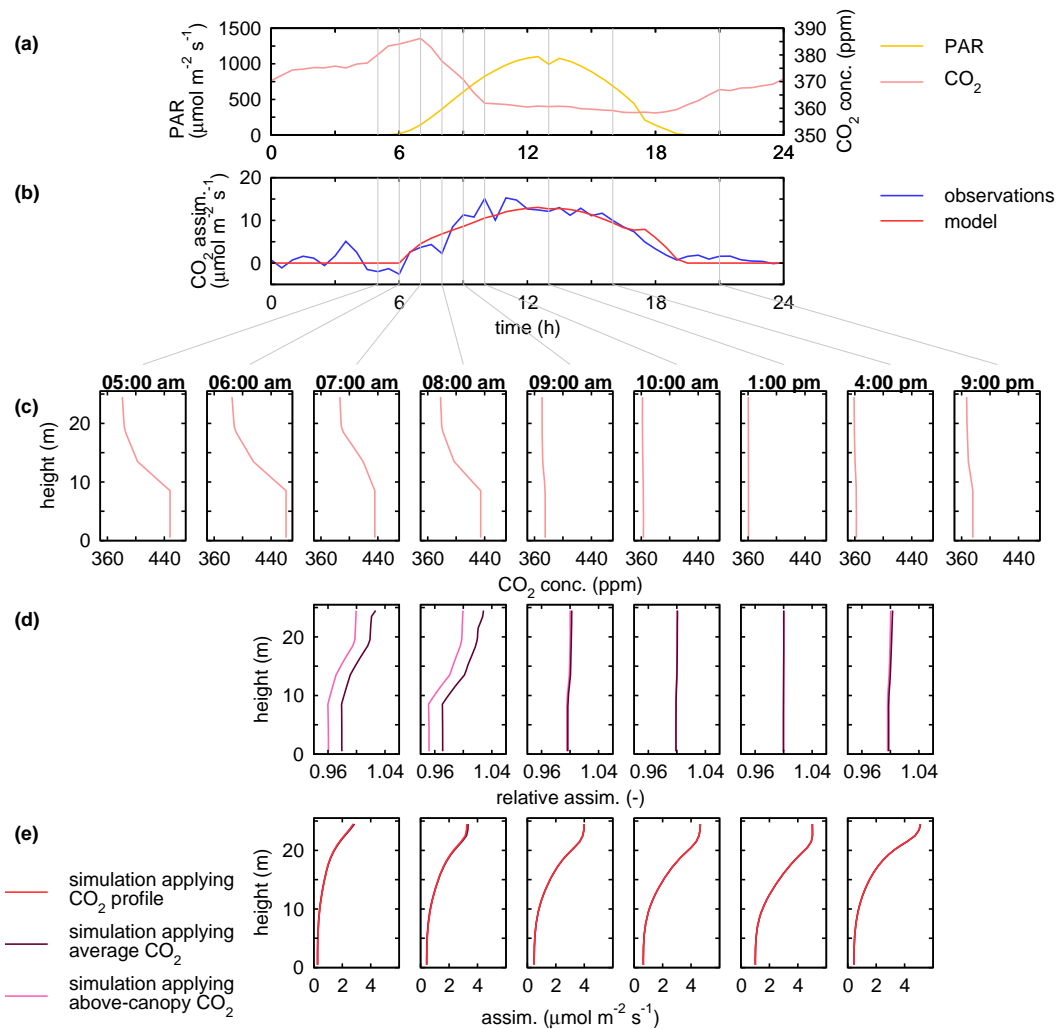 (a)
PAR
(μmol m-2 s-1)
1500
1000
500
0
390
380
370
360
350
CO2 conc. (ppm)
0 6 12 18 24
PAR
CO2
(b)
CO2 assim.
(μmol m-2 s-1)
20
10
0
0 6 12 18 24
time (h)
observations
model
05:00 am 06:00 am 07:00 am 08:00 am 09:00 am 10:00 am 1:00 pm 4:00 pm 9:00 pm
(c)
height (m)
20
10
0
360 440 360 440 360 440 360 440 360 440 360 440 360 440 360 440 360 440
CO2 conc. (ppm)
(d)
height (m)
20
10
0
0.96 1.04 0.96 1.04 0.96 1.04 0.96 1.04 0.96 1.04 0.96 1.04
relative assim. (-)
(e)
height (m)
20
10
0
0 2 4 0 2 4 0 2 4 0 2 4 0 2 4 0 2 4
assim. (μmol m-2 s-1)
simulation applying
CO2 profile
simulation applying
average CO2
simulation applying
above-canopy CO2